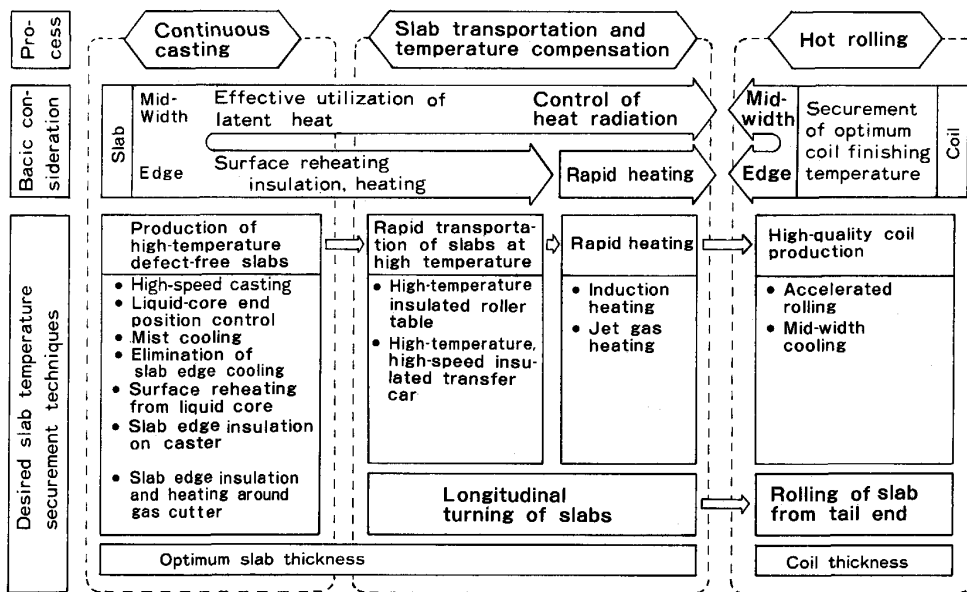 Pro-
cess
Continuous
casting
Slab transportation and
temperature compensation
Hot rolling
Bacic con-
sideration
Slab
Mid-
Width
Effective utilization of
latent heat
Control of
heat radiation
Edge
Surface reheating
insulation, heating
Rapid heating
Mid-
width
Edge
Securement
of optimum
coil finishing
temperature
Coil
Desired slab temperature
securement techniques
Production of
high-temperature
defect-free slabs
• High-speed casting
• Liquid-core end
position control
• Mist cooling
• Elimination of
slab edge cooling
• Surface reheating
from liquid core
• Slab edge insulation
on caster
• Slab edge insulation
and heating around
gas cutter
Rapid transporta-
tion of slabs at
high temperature
• High-temperature
insulated roller
table
• High-temperature,
high-speed insu-
lated transfer
car
Rapid heating
• Induction
heating
• Jet gas
heating
High-quality coil
production
• Accelerated
rolling
• Mid-width
cooling
Longitudinal
turning of slabs
Rolling of slab
from tail end
Optimum slab thickness
Coil thickness